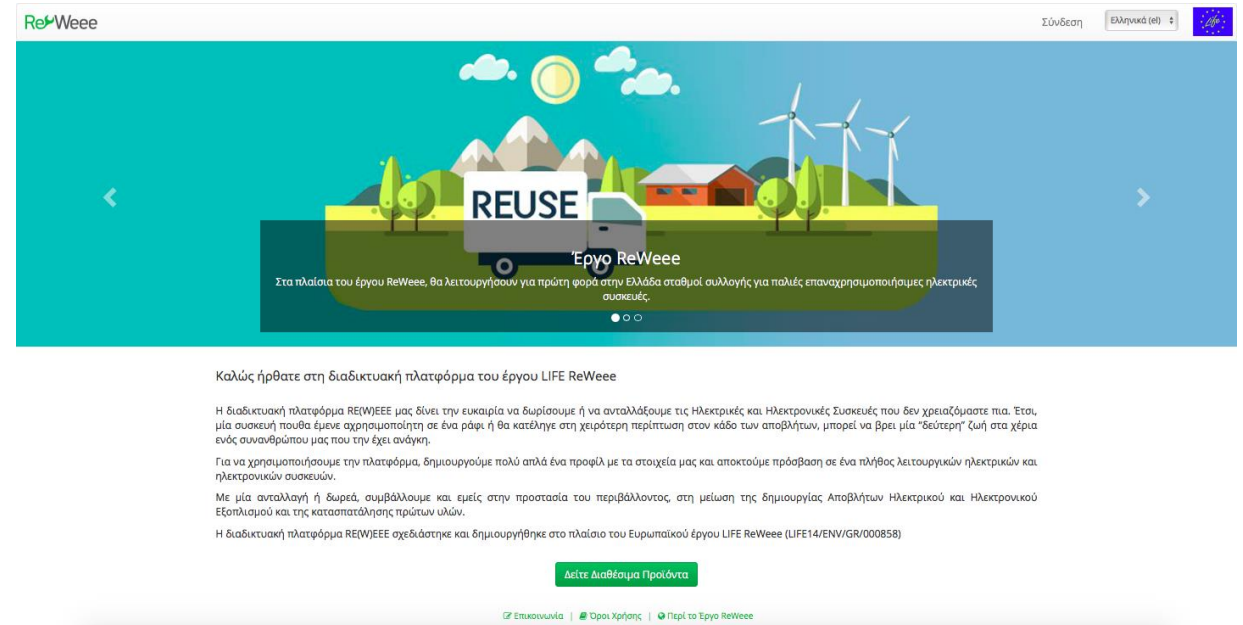 ReWeee
Σύνδεση
Ελληνικά (el)
Life
REUSE
Έργο ReWeee
Στα πλαίσια του έργου ReWeee, θα λειτουργήσουν για πρώτη φορά στην Ελλάδα σταθμοί συλλογής για παλιές επαναχρησιμοποιήσιμες ηλεκτρικές
συσκευές.
Καλώς ήρθατε στη διαδικτυακή πλατφόρμα του έργου LIFE ReWeee
Η διαδικτυακή πλατφόρμα RE(W)EEE μας δίνει την ευκαιρία να δωρίσουμε ή να ανταλλάξουμε τις Ηλεκτρικές και Ηλεκτρονικές Συσκευές που δεν χρειαζόμαστε πια. Έτσι,
μία συσκευή πουθα έμενε αχρησιμοποίητη σε ένα ράφι ή θα κατέληγε στη χειρότερη περίπτωση στον κάδο των αποβλήτων, μπορεί να βρει μία “δεύτερη” ζωή στα χέρια
ενός συνανθρώπου μας που την έχει ανάγκη.
Για να χρησιμοποιήσουμε την πλατφόρμα, δημιουργούμε πολύ απλά ένα προφίλ με τα στοιχεία μας και αποκτούμε πρόσβαση σε ένα πλήθος λειτουργικών ηλεκτρικών και
ηλεκτρονικών συσκευών.
Με μία ανταλλαγή ή δωρεά, συμβάλλουμε και εμείς στην προστασία του περιβάλλοντος, στη μείωση της δημιουργίας Αποβλήτων Ηλεκτρικού και Ηλεκτρονικού
Εξοπλισμού και της κατασπατάλησης πρώτων υλών.
Η διαδικτυακή πλατφόρμα RE(W)EEE σχεδιάστηκε και δημιουργήθηκε στο πλαίσιο του Ευρωπαϊκού έργου LIFE ReWeee (LIFE14/ENV/GR/000858)
Δείτε Διαθέσιμα Προϊόντα
Επικοινωνία | Όροι Χρήσης | Περί το Έργο ReWeee